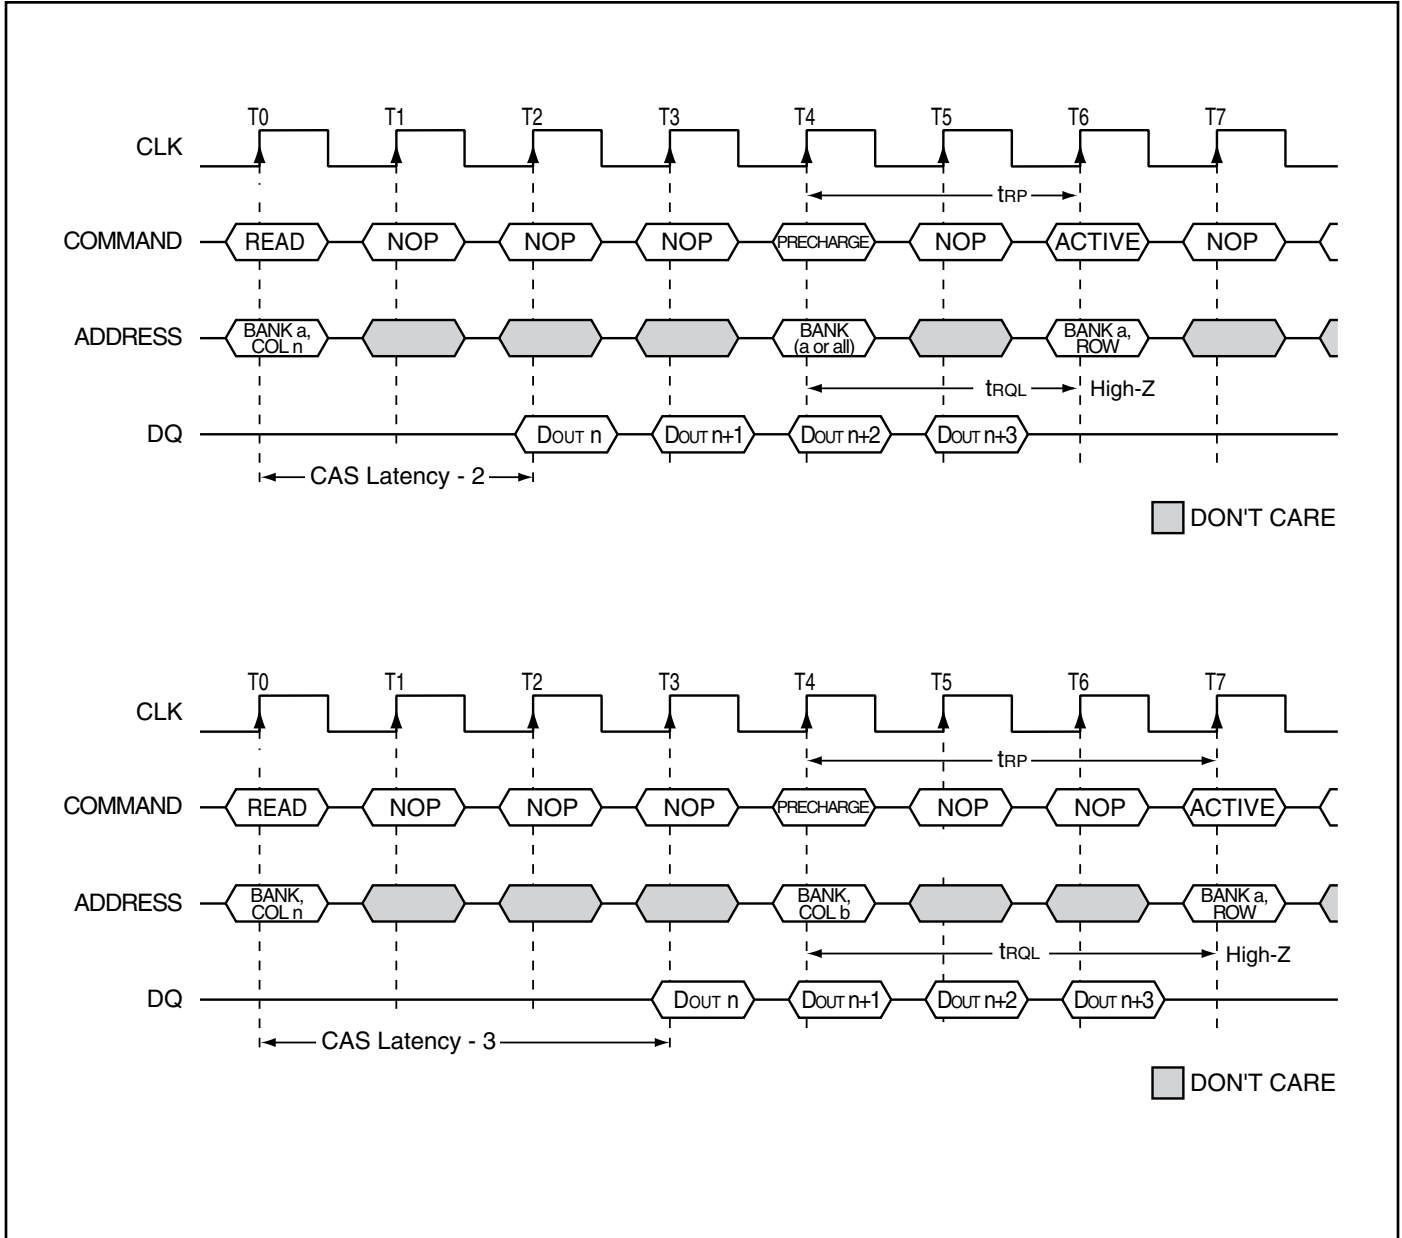 T0 T1 T2 T3 T4 T5 T6 T7
CLK
tRP
COMMAND READ NOP NOP NOP PRECHARGE NOP ACTIVE NOP
ADDRESS BANK a, COL n BANK (a or all) BANK a, ROW
tRQL High-Z
DQ DOUT n DOUT n+1 DOUT n+2 DOUT n+3
CAS Latency - 2
DON'T CARE
T0 T1 T2 T3 T4 T5 T6 T7
CLK
tRP
COMMAND READ NOP NOP NOP PRECHARGE NOP NOP ACTIVE
ADDRESS BANK, COL n BANK, COL b BANK a, ROW
tRQL High-Z
DQ DOUT n DOUT n+1 DOUT n+2 DOUT n+3
CAS Latency - 3
DON'T CARE